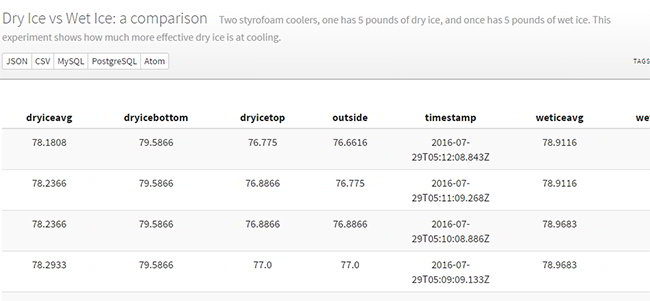 Dry Ice vs Wet Ice: a comparison Two styrofoam coolers, one has 5 pounds of dry ice, and once has 5 pounds of wet ice. This
experiment shows how much more effective dry ice is at cooling.
JSON CSV MySQL PostgreSQL Atom TAGS
dryiceavg dryicebottom dryicetop outside timestamp weticeavg wet
78.1808 79.5866 76.775 76.6616 2016-07-
29T05:12:08.843Z 78.9116
78.2366 79.5866 76.8866 76.775 2016-07-
29T05:11:09.268Z 78.9116
78.2366 79.5866 76.8866 76.8866 2016-07-
29T05:10:08.886Z 78.9683
78.2933 79.5866 77.0 77.0 2016-07-
29T05:09:09.133Z 78.9683